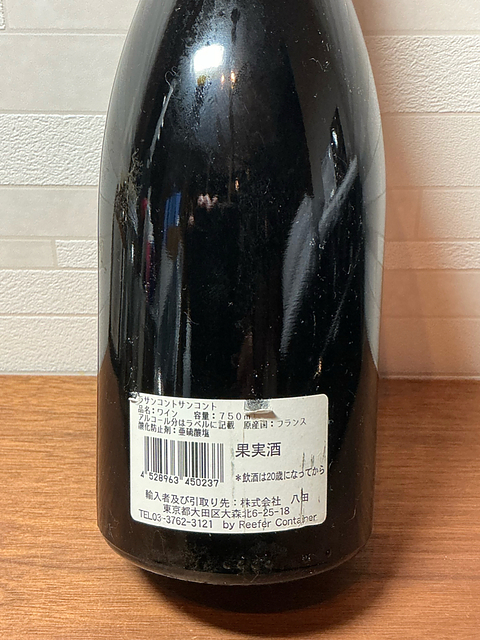 ラサンコントサンコント
品名：ワイン 容量：750m
アルコール分はラベルに記載 原産国：フランス
酸化防止剤：亜硫酸塩
果実酒
4 528963 450237
＊飲酒は20歳になってから
輸入者及び引取り先：株式会社 八田
東京都大田区大森北6-25-18
TEL03-3762-3121 by Reefer Container